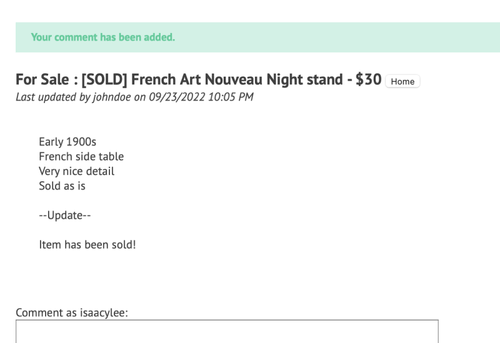 Your comment has been added.
For Sale : [SOLD] French Art Nouveau Night stand - $30 Home
Last updated by johndoe on 09/23/2022 10:05 PM
Early 1900s
French side table
Very nice detail
Sold as is
--Update--
Item has been sold!
Comment as isaacylee: